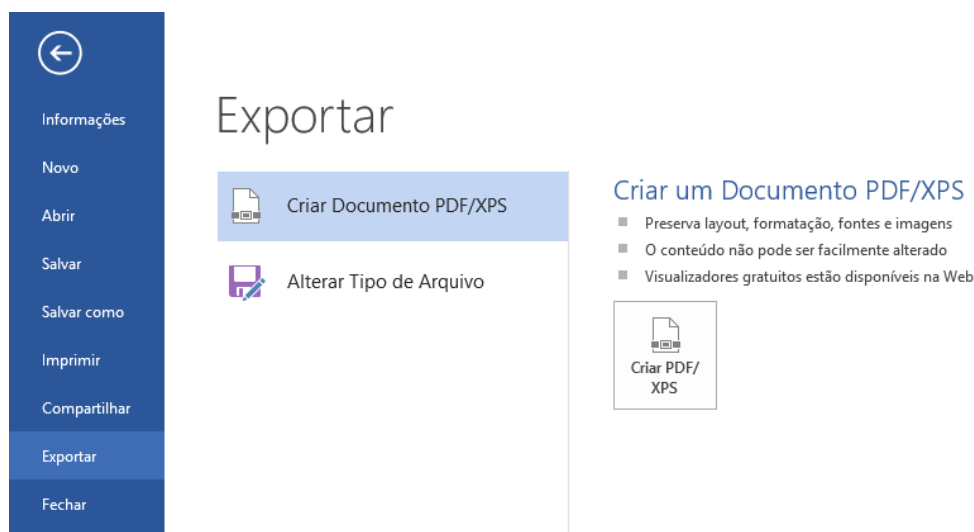 Informações
Novo
Abrir
Salvar
Salvar como
Imprimir
Compartilhar
Exportar
Fechar
Exportar
Criar Documento PDF/XPS
Alterar Tipo de Arquivo
Criar um Documento PDF/XPS
Preserva layout, formatação, fontes e imagens
O conteúdo não pode ser facilmente alterado
Visualizadores gratuitos estão disponíveis na Web
Criar PDF/
XPS